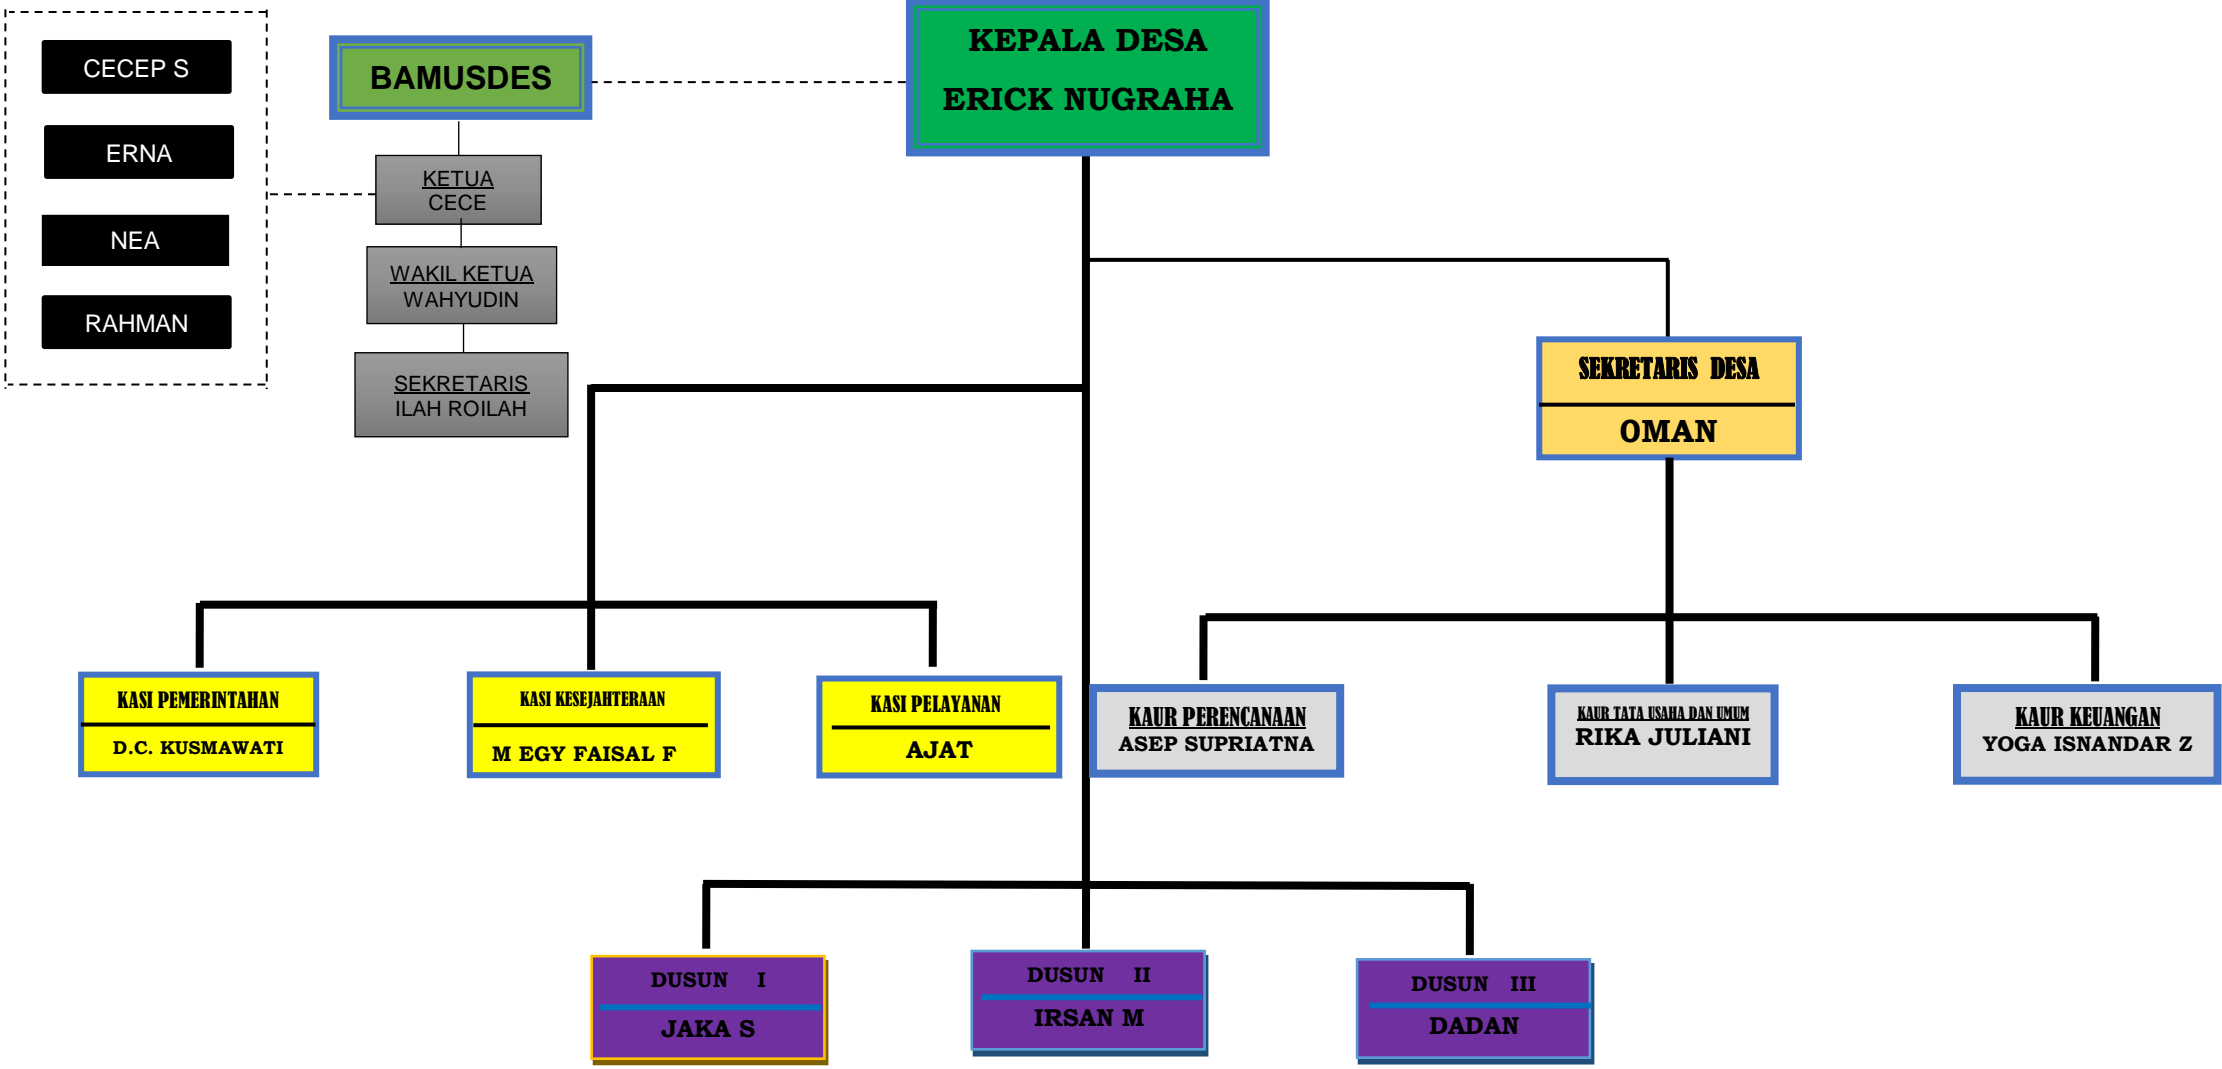 KEPALA DESA
ERICK NUGRAHA
BAMUSDES
KETUA
CECE
WAKIL KETUA
WAHYUDIN
SEKRETARIS
ILAH ROILAH
CECEP S
ERNA
NEA
RAHMAN
SEKRETARIS DESA
OMAN
KASI PEMERINTAHAN
D.C. KUSMAWATI
KASI KESEJAHTERAAN
M EGY FAISAL F
KASI PELAYANAN
AJAT
KAUR PERENCANAAN
ASEP SUPRIATNA
KAUR TATA USAHA DAN UMUM
RIKA JULIANI
KAUR KEUANGAN
YOGA ISNANDAR Z
DUSUN I
JAKA S
DUSUN II
IRSAN M
DUSUN III
DADAN